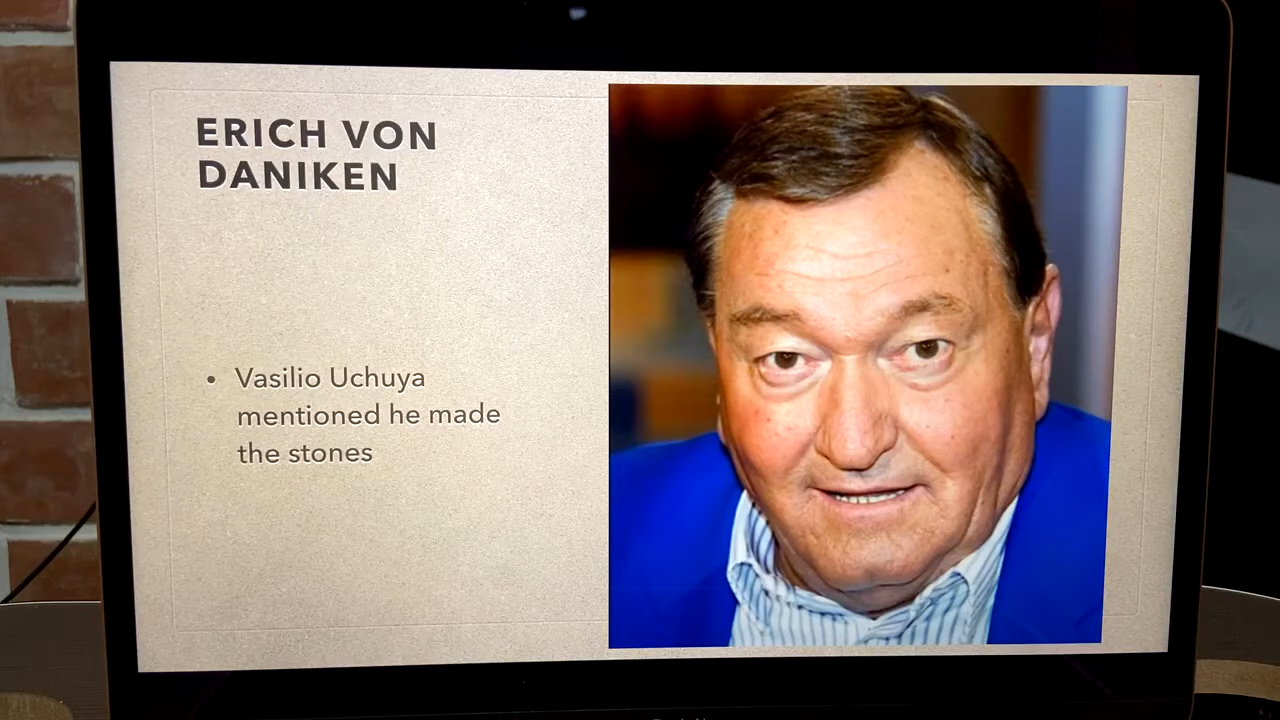 ERICH VON
DANIKEN
• Vasilio Uchuya
mentioned he made
the stones